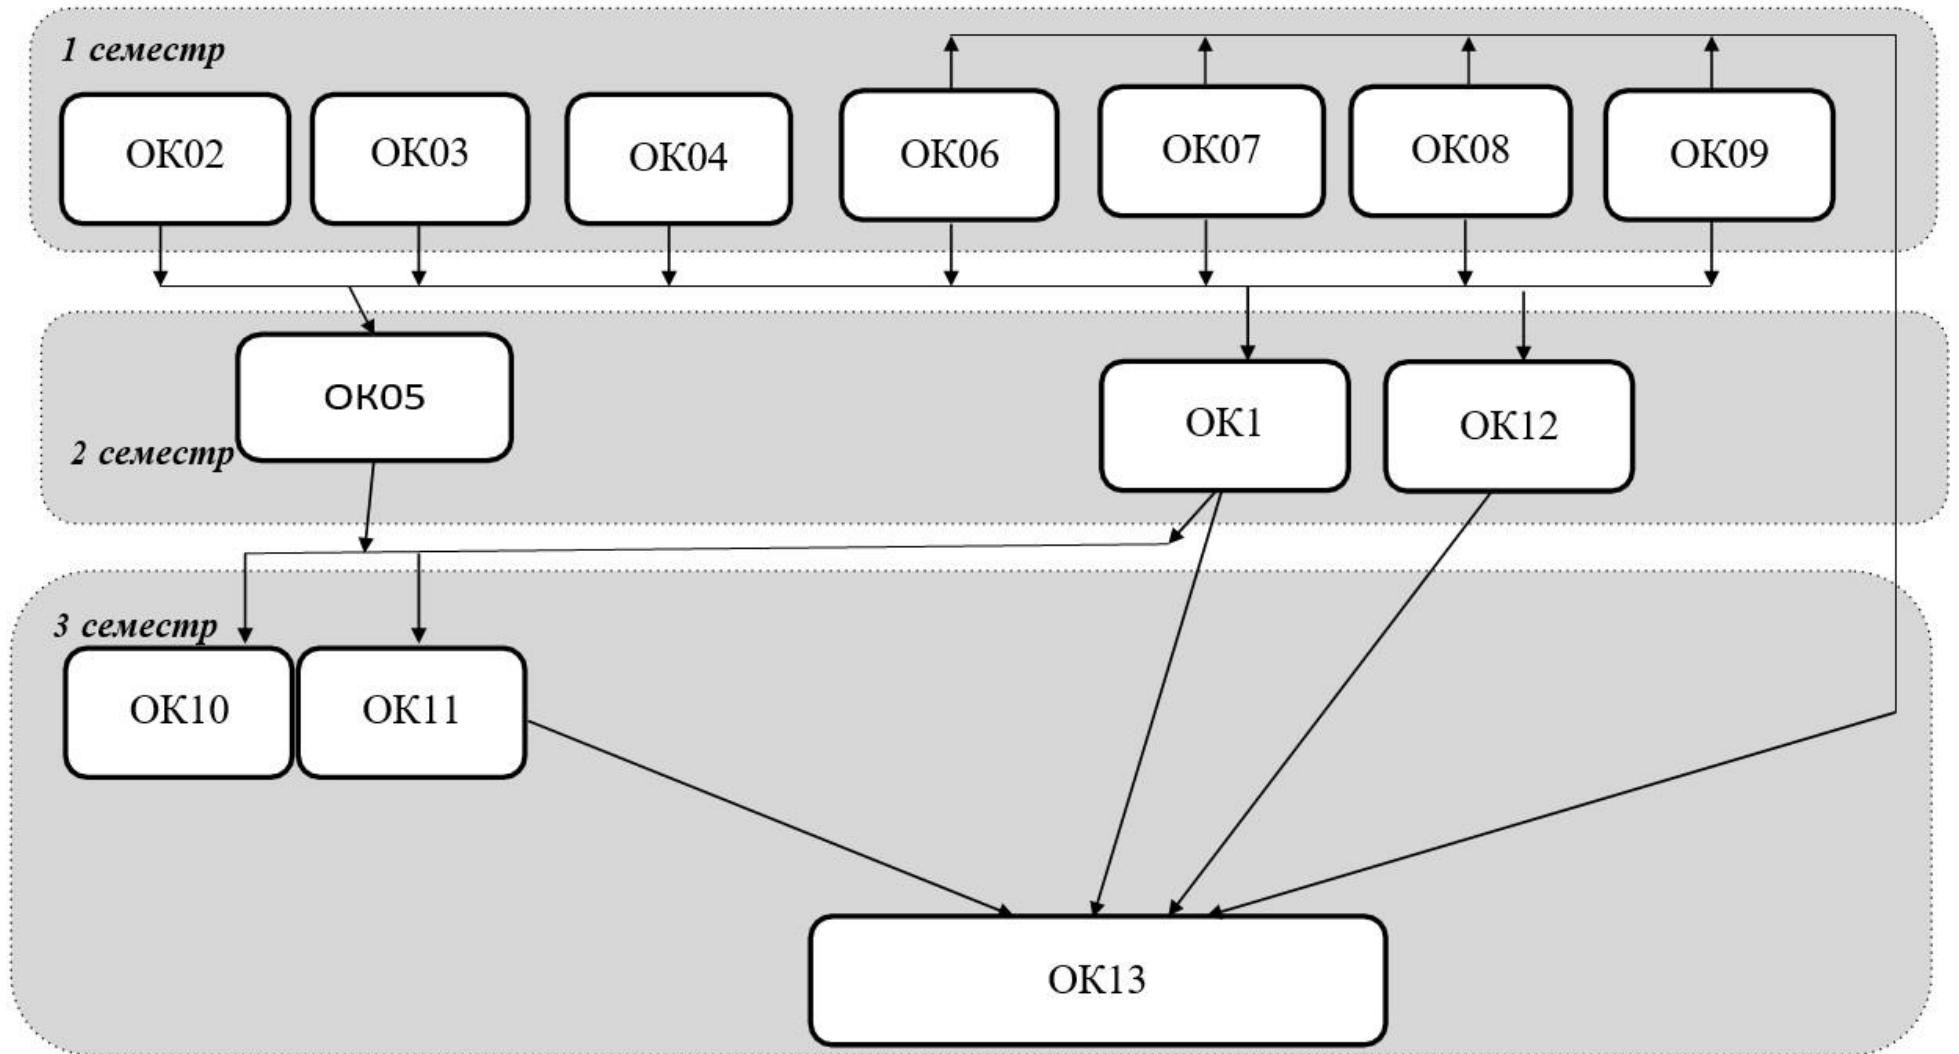 1 семестр
ОК02
ОК03
ОК04
ОК06
ОК07
ОК08
ОК09
ОК05
ОК1
ОК12
2 семестр
3 семестр
ОК10
ОК11
ОК13